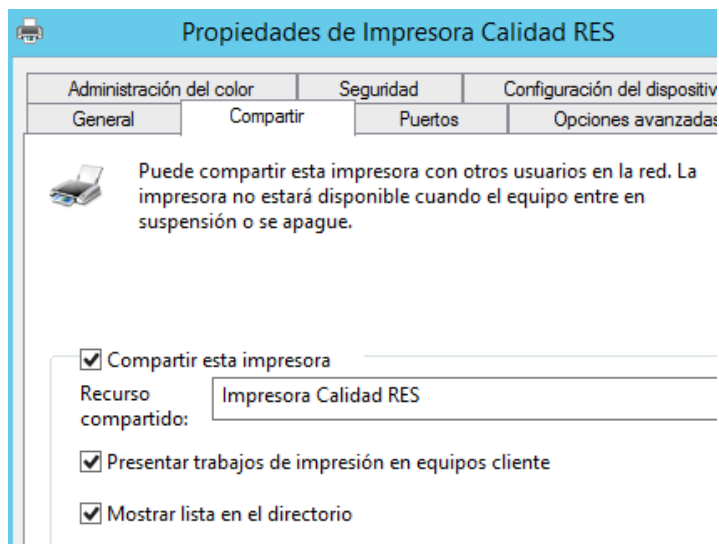 Propiedades de Impresora Calidad RES
Administración del color Seguridad Configuración del dispositiv
General Compartir Puertos Opciones avanzadas
Puede compartir esta impresora con otros usuarios en la red. La
impresora no estará disponible cuando el equipo entre en
suspensión o se apague.
Compartir esta impresora
Recurso
compartido:
Impresora Calidad RES
Presentar trabajos de impresión en equipos cliente
Mostrar lista en el directorio